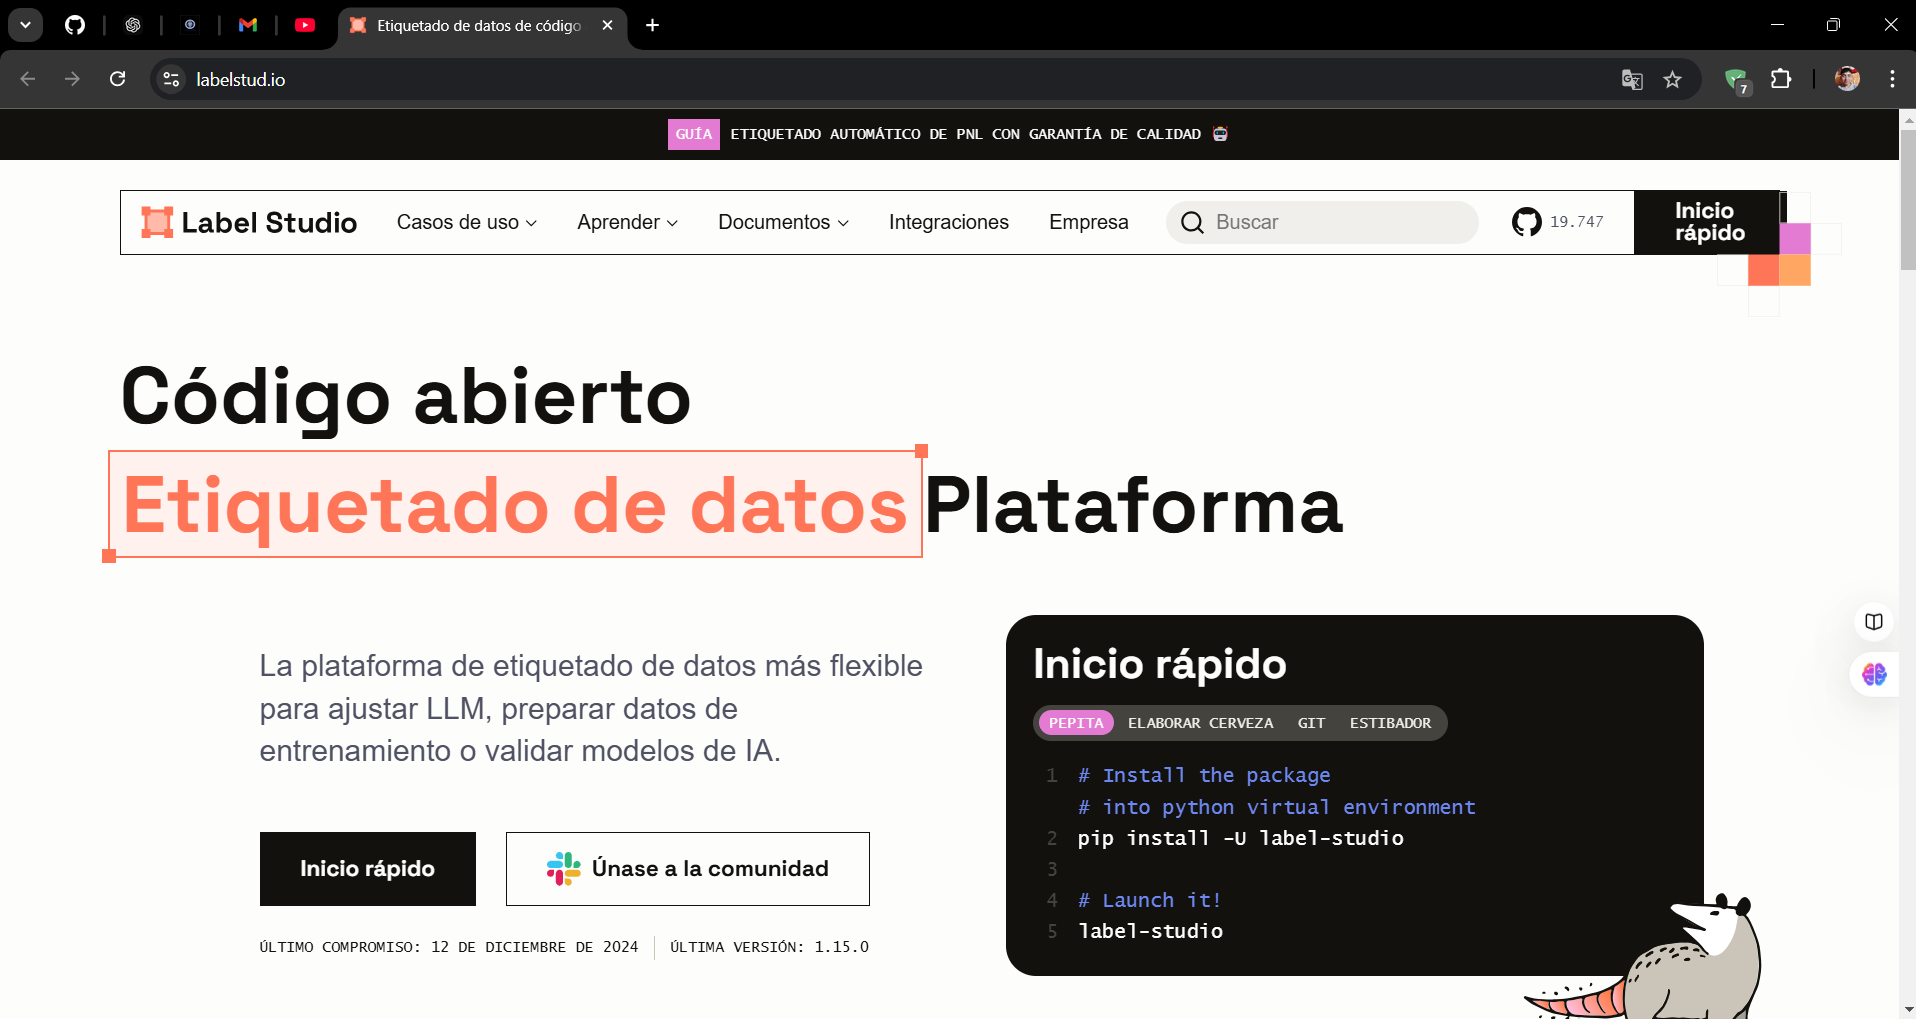 Etiquetado de datos de código
labelstud.io
7
GUÍA ETIQUETADO AUTOMÁTICO DE PNL CON GARANTÍA DE CALIDAD
Label Studio Casos de uso Aprender Documentos Integraciones Empresa Buscar 19.747 Inicio
rápido
Código abierto
Etiquetado de datos Plataforma
La plataforma de etiquetado de datos más flexible
para ajustar LLM, preparar datos de
entrenamiento o validar modelos de IA.
Inicio rápido Únase a la comunidad
ÚLTIMO COMPROMISO: 12 DE DICIEMBRE DE 2024 ÚLTIMA VERSIÓN: 1.15.0
Inicio rápido
PEPITA ELABORAR CERVEZA GIT ESTIBADOR
1 # Install the package
# into python virtual environment
2 pip install -U label-studio
3
4 # Launch it!
5 label-studio